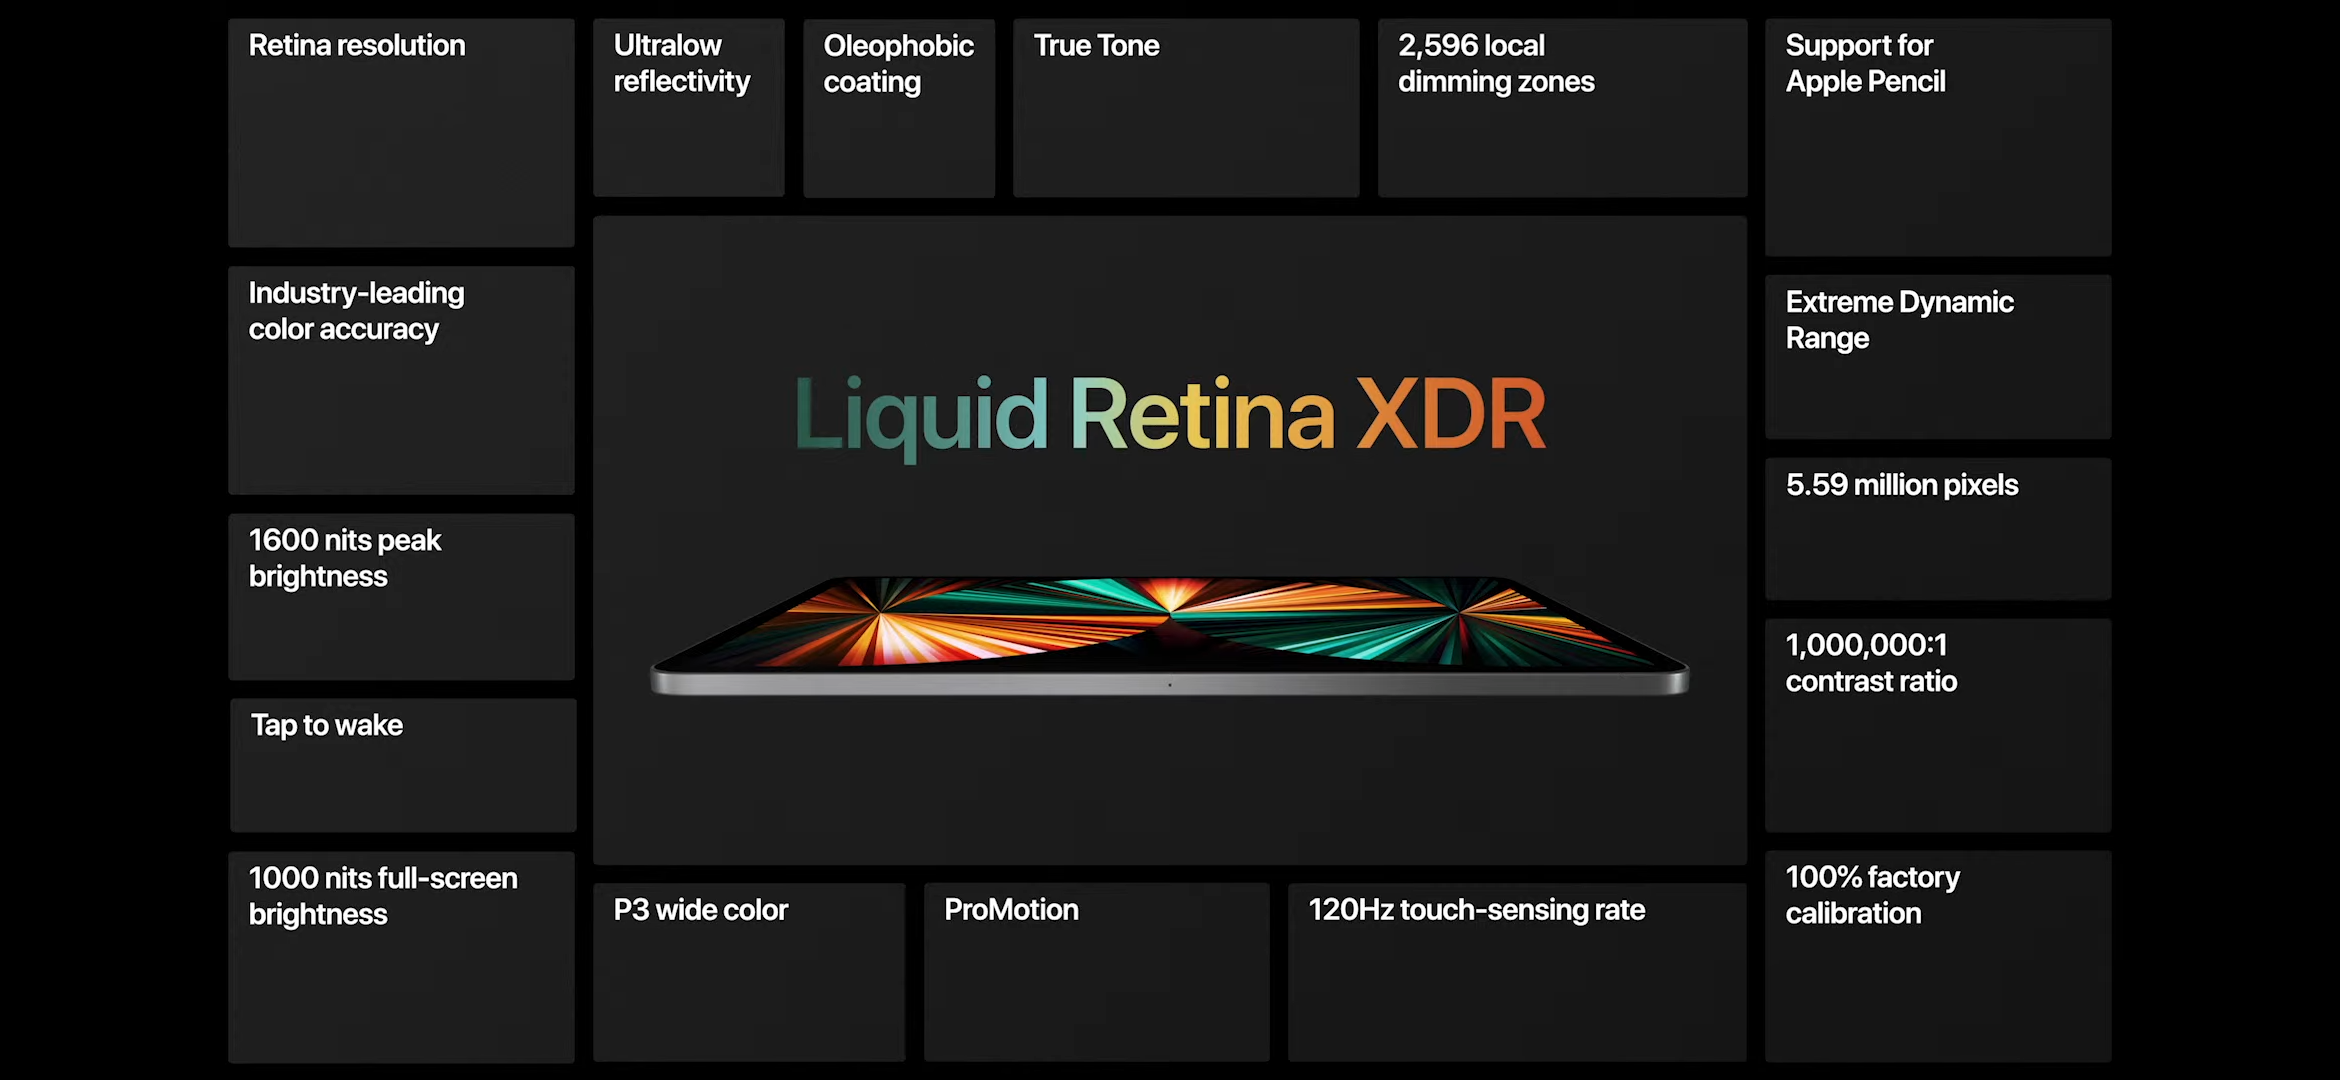 Retina resolution
Ultralow
reflectivity
Oleophobic
coating
True Tone
2,596 local
dimming zones
Support for
Apple Pencil
Industry-leading
color accuracy
Liquid Retina XDR
Extreme Dynamic
Range
5.59 million pixels
1600 nits peak
brightness
1,000,000:1
contrast ratio
Tap to wake
1000 nits full-screen
brightness
P3 wide color
ProMotion
120Hz touch-sensing rate
100% factory
calibration